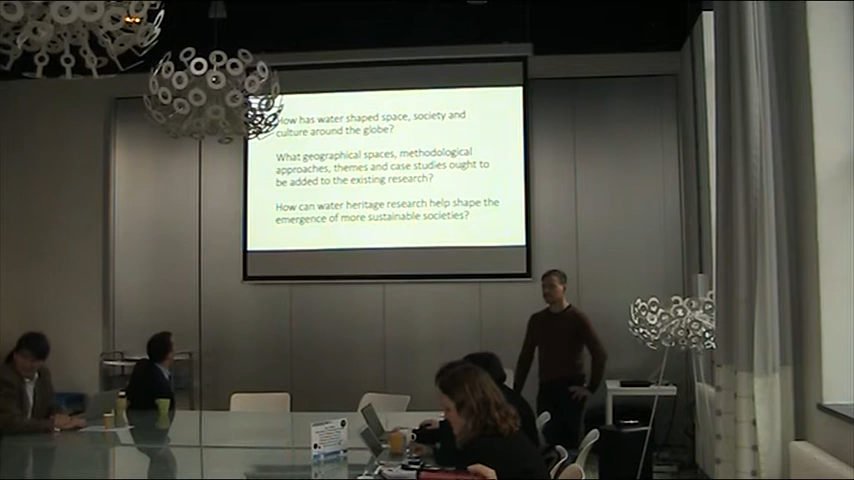 How has water shaped space, society and
culture around the globe?
What geographical spaces, methodological
approaches, themes and case studies ought to
be added to the existing research?
How can water heritage research help shape the
emergence of more sustainable societies?